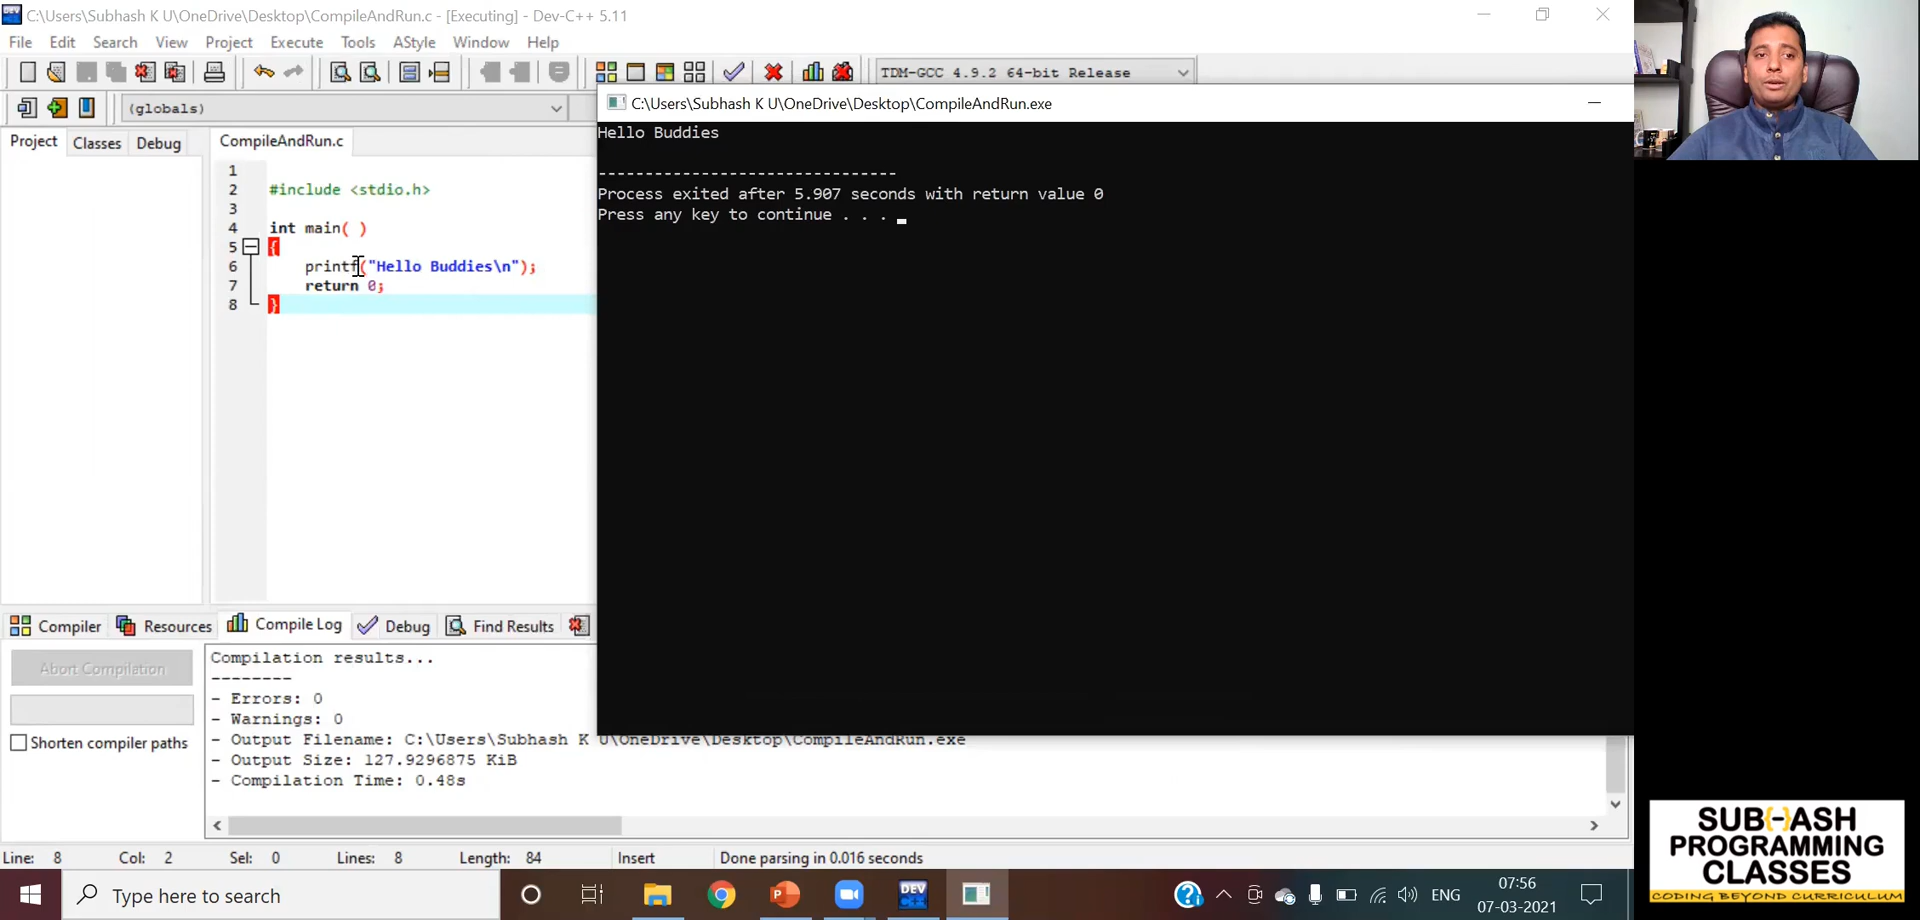 C:\Users\Subhash K U\OneDrive\Desktop\CompileAndRun.c - [Executing] - Dev-C++ 5.11
File Edit Search View Project Execute Tools AStyle Window Help
TDM-GCC 4.9.2 64-bit Release
(globals)
C:\Users\Subhash K U\OneDrive\Desktop\CompileAndRun.exe
Project Classes Debug
CompileAndRun.c
1
2 #include <stdio.h>
3
4 int main( )
5 {
6 printf("Hello Buddies\n");
7 return 0;
8 }
Hello Buddies
--------------------------------
Process exited after 5.907 seconds with return value 0
Press any key to continue . . .
Compiler Resources Compile Log Debug Find Results
Abort Compilation
Shorten compiler paths
Compilation results...
--------
- Errors: 0
- Warnings: 0
- Output Filename: C:\Users\Subhash K U\OneDrive\Desktop\CompileAndRun.exe
- Output Size: 127.9296875 KiB
- Compilation Time: 0.48s
Line: 8 Col: 2 Sel: 0 Lines: 8 Length: 84 Insert Done parsing in 0.016 seconds
Type here to search
DEV
ENG
07:56
07-03-2021
SUBHASH
PROGRAMMING
CLASSES
CODING BEYOND CURRICULUM